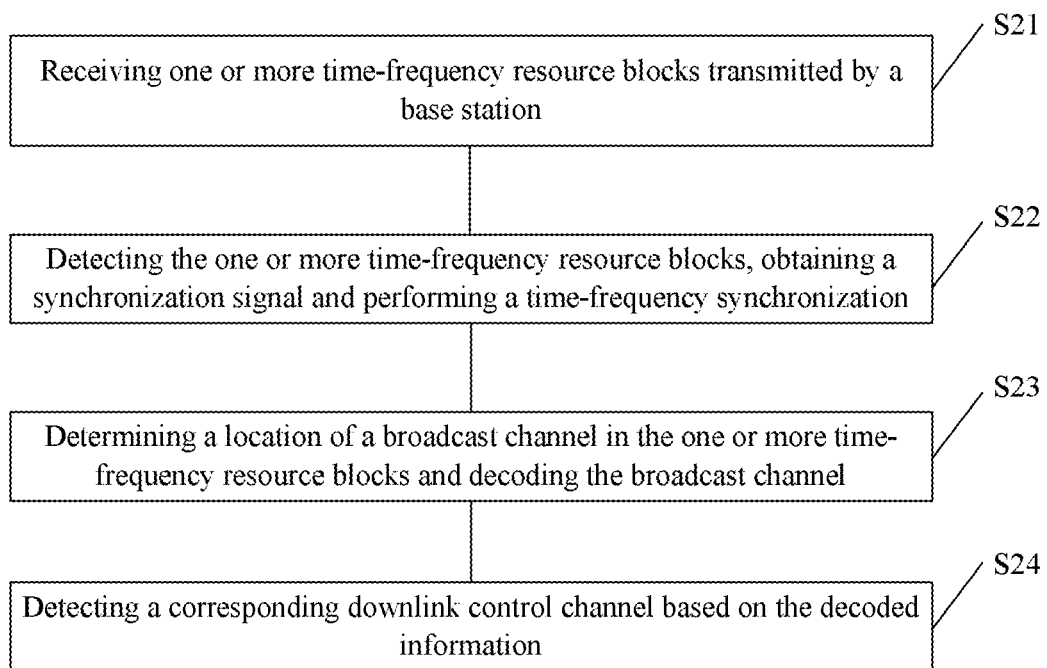 S21
Receiving one or more time-frequency resource blocks transmitted by a
base station
S22
Detecting the one or more time-frequency resource blocks, obtaining a
synchronization signal and performing a time-frequency synchronization
S23
Determining a location of a broadcast channel in the one or more time-
frequency resource blocks and decoding the broadcast channel
S24
Detecting a corresponding downlink control channel based on the decoded
information